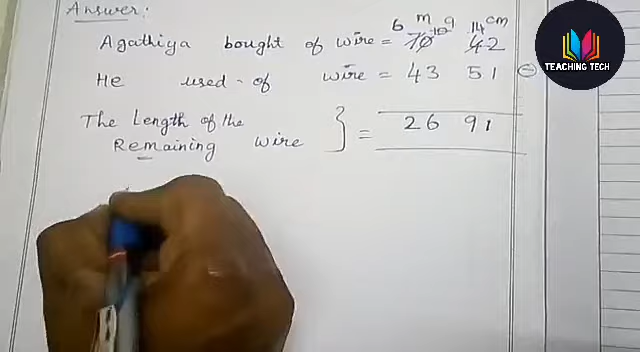 Answer:
6 m 10 9 14 cm
Agathiya bought of wire = 70 42
He used of wire = 43 51 -
The Length of the } = 26 91
Remaining wire
TEACHING TECH